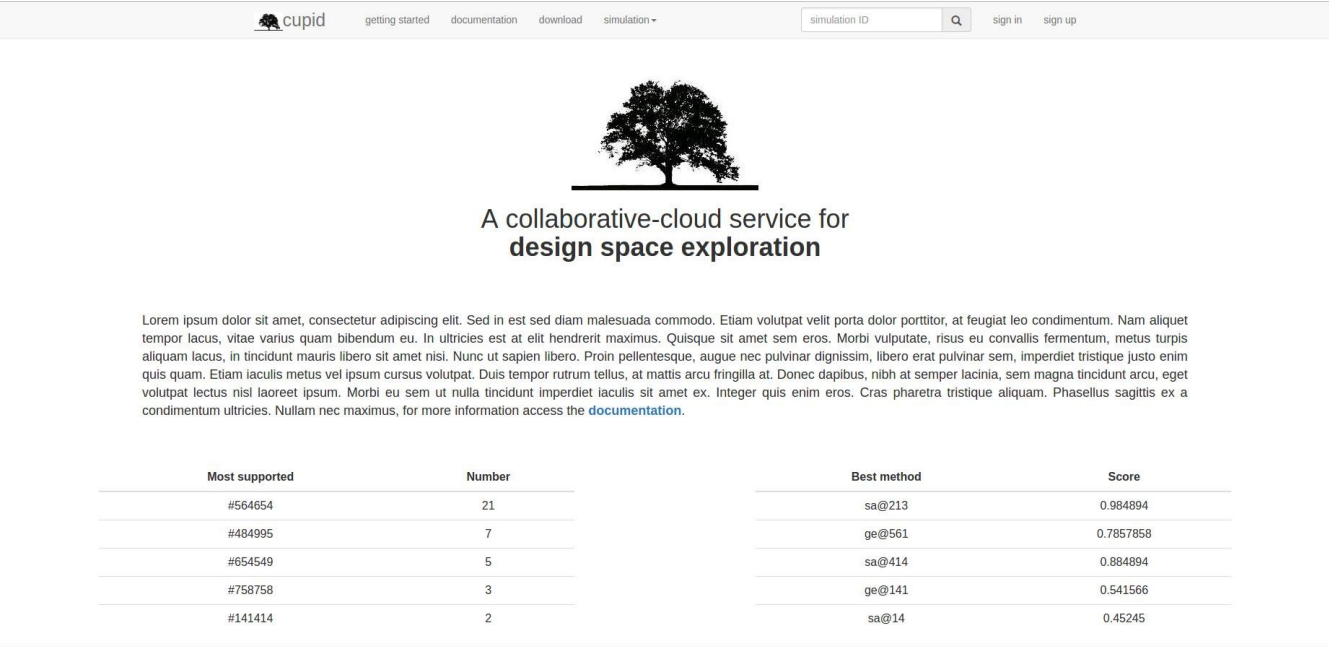 cupid getting started documentation download simulation simulation ID sign in sign up
A collaborative-cloud service for
design space exploration
Lorem ipsum dolor sit amet, consectetur adipiscing elit. Sed in est sed diam malesuada commodo. Etiam volutpat velit porta dolor porttitor, at feugiat leo condimentum. Nam aliquet
tempor lacus, vitae varius quam bibendum eu. In ultricies est at elit hendrerit maximus. Quisque sit amet sem eros. Morbi vulputate, risus eu convallis fermentum, metus turpis
aliquam lacus, in tincidunt mauris libero sit amet nisi. Nunc ut sapien libero. Proin pellentesque, augue nec pulvinar dignissim, libero erat pulvinar sem, imperdiet tristique justo enim
quis quam. Etiam iaculis metus vel ipsum cursus volutpat. Duis tempor rutrum tellus, at mattis arcu fringilla at. Donec dapibus, nibh at semper lacinia, sem magna tincidunt arcu, eget
volutpat lectus nisl laoreet ipsum. Morbi eu sem ut nulla tincidunt imperdiet iaculis sit amet ex. Integer quis enim eros. Cras pharetra tristique aliquam. Phasellus sagittis ex a
condimentum ultricies. Nullam nec maximus, for more information access the documentation.
Most supported Number
#564654 21
#484995 7
#654549 5
#758758 3
#141414 2
Best method Score
sa@213 0.984894
ge@561 0.7857858
sa@414 0.884894
ge@141 0.541566
sa@14 0.45245